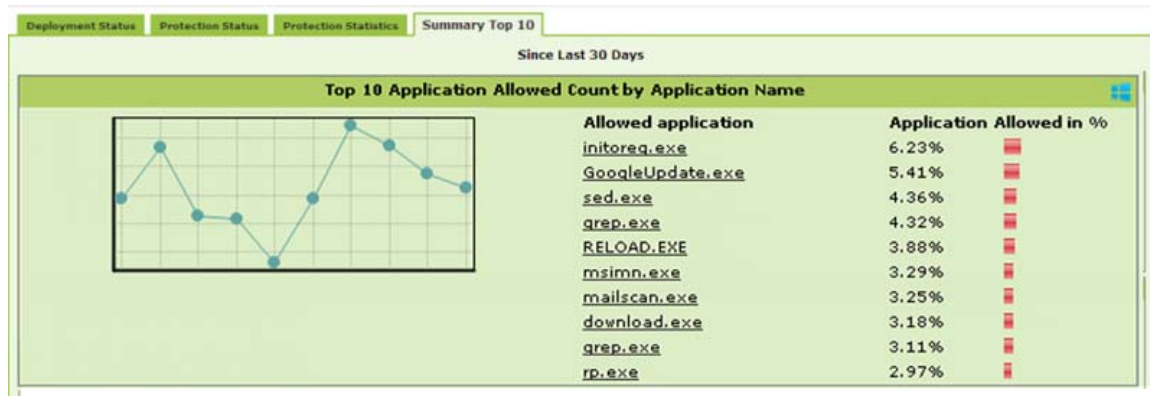 Deployment Status Protection Status Protection Statistics Summary Top 10
Since Last 30 Days
Top 10 Application Allowed Count by Application Name
Allowed application Application Allowed in %
initoreg.exe 6.23%
GoogleUpdate.exe 5.41%
sed.exe 4.36%
grep.exe 4.32%
RELOAD.EXE 3.88%
msimn.exe 3.29%
mailscan.exe 3.25%
download.exe 3.18%
grep.exe 3.11%
rp.exe 2.97%